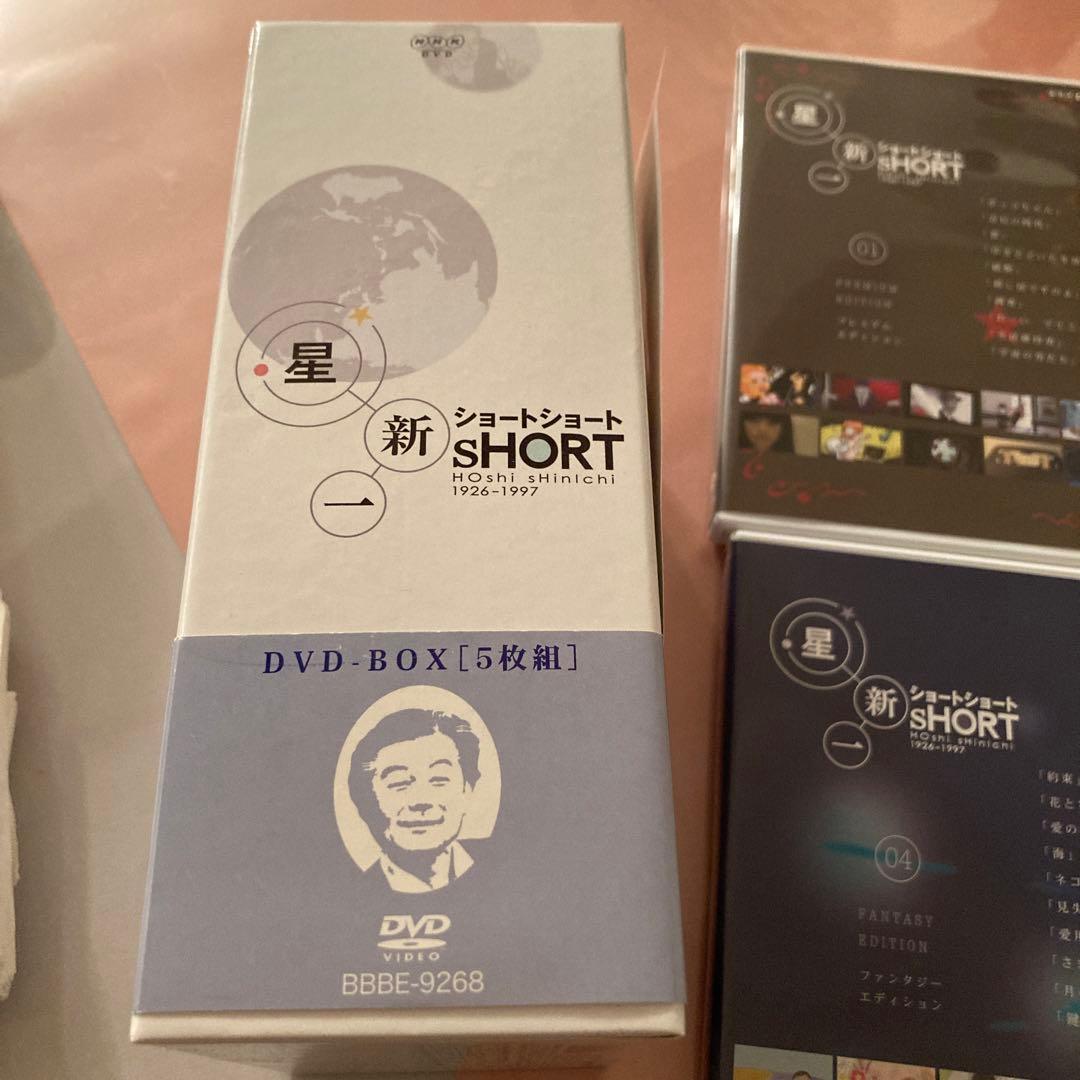 NHK
DVD
星
新
一
ショートショート
sHORT
HOshi sHinIchi
1926-1997
DVD-BOX [5枚組]
DVD
VIDEO
BBBE-9268
星
新
一
ショートショート
sHORT
01
PREMIUM
EDITION
プレミアム
エディション
星
新
一
ショートショート
sHORT
HOshi sHinIchi
1926-1997
04
FANTASY
EDITION
ファンタジー
エディション
「約束」
「花と
「愛の
「海」
「ネコ
「見失
「愛用
「さ
「月
「鍵